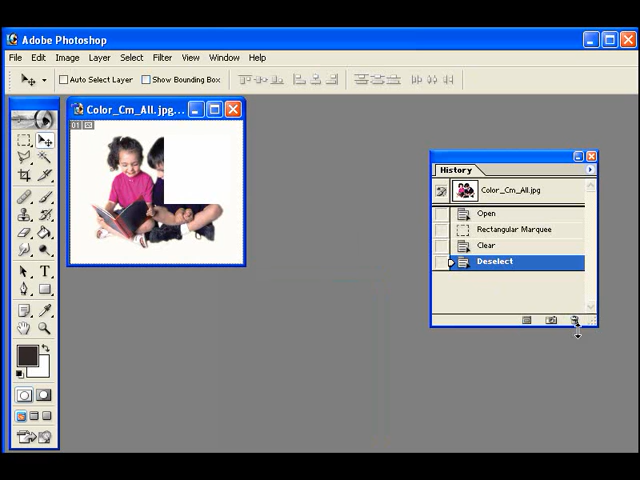 Adobe Photoshop
File Edit Image Layer Select Filter View Window Help
Auto Select Layer Show Bounding Box
Color_Cm_All.jpg...
01
History
Color_Cm_All.jpg
Open
Rectangular Marquee
Clear
Deselect
T